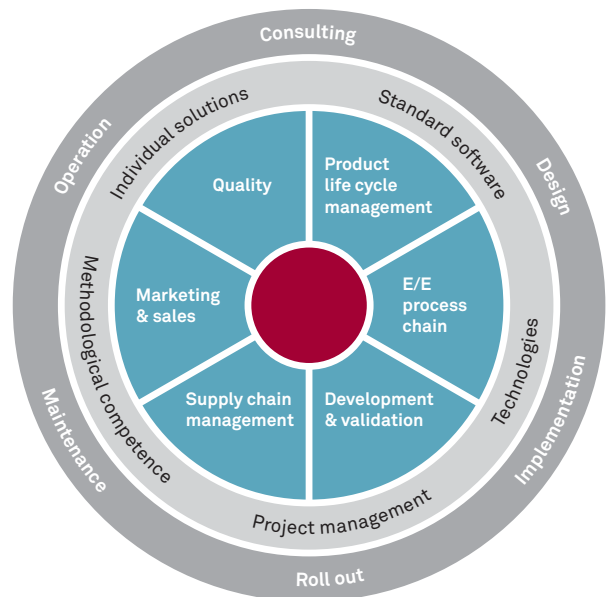 Consulting
Design
Implementation
Roll out
Maintenance
Operation
Individual solutions
Standard software
Technologies
Project management
Methodological competence
Quality
Product
life cycle
management
E/E
process
chain
Development
& validation
Supply chain
management
Marketing
& sales